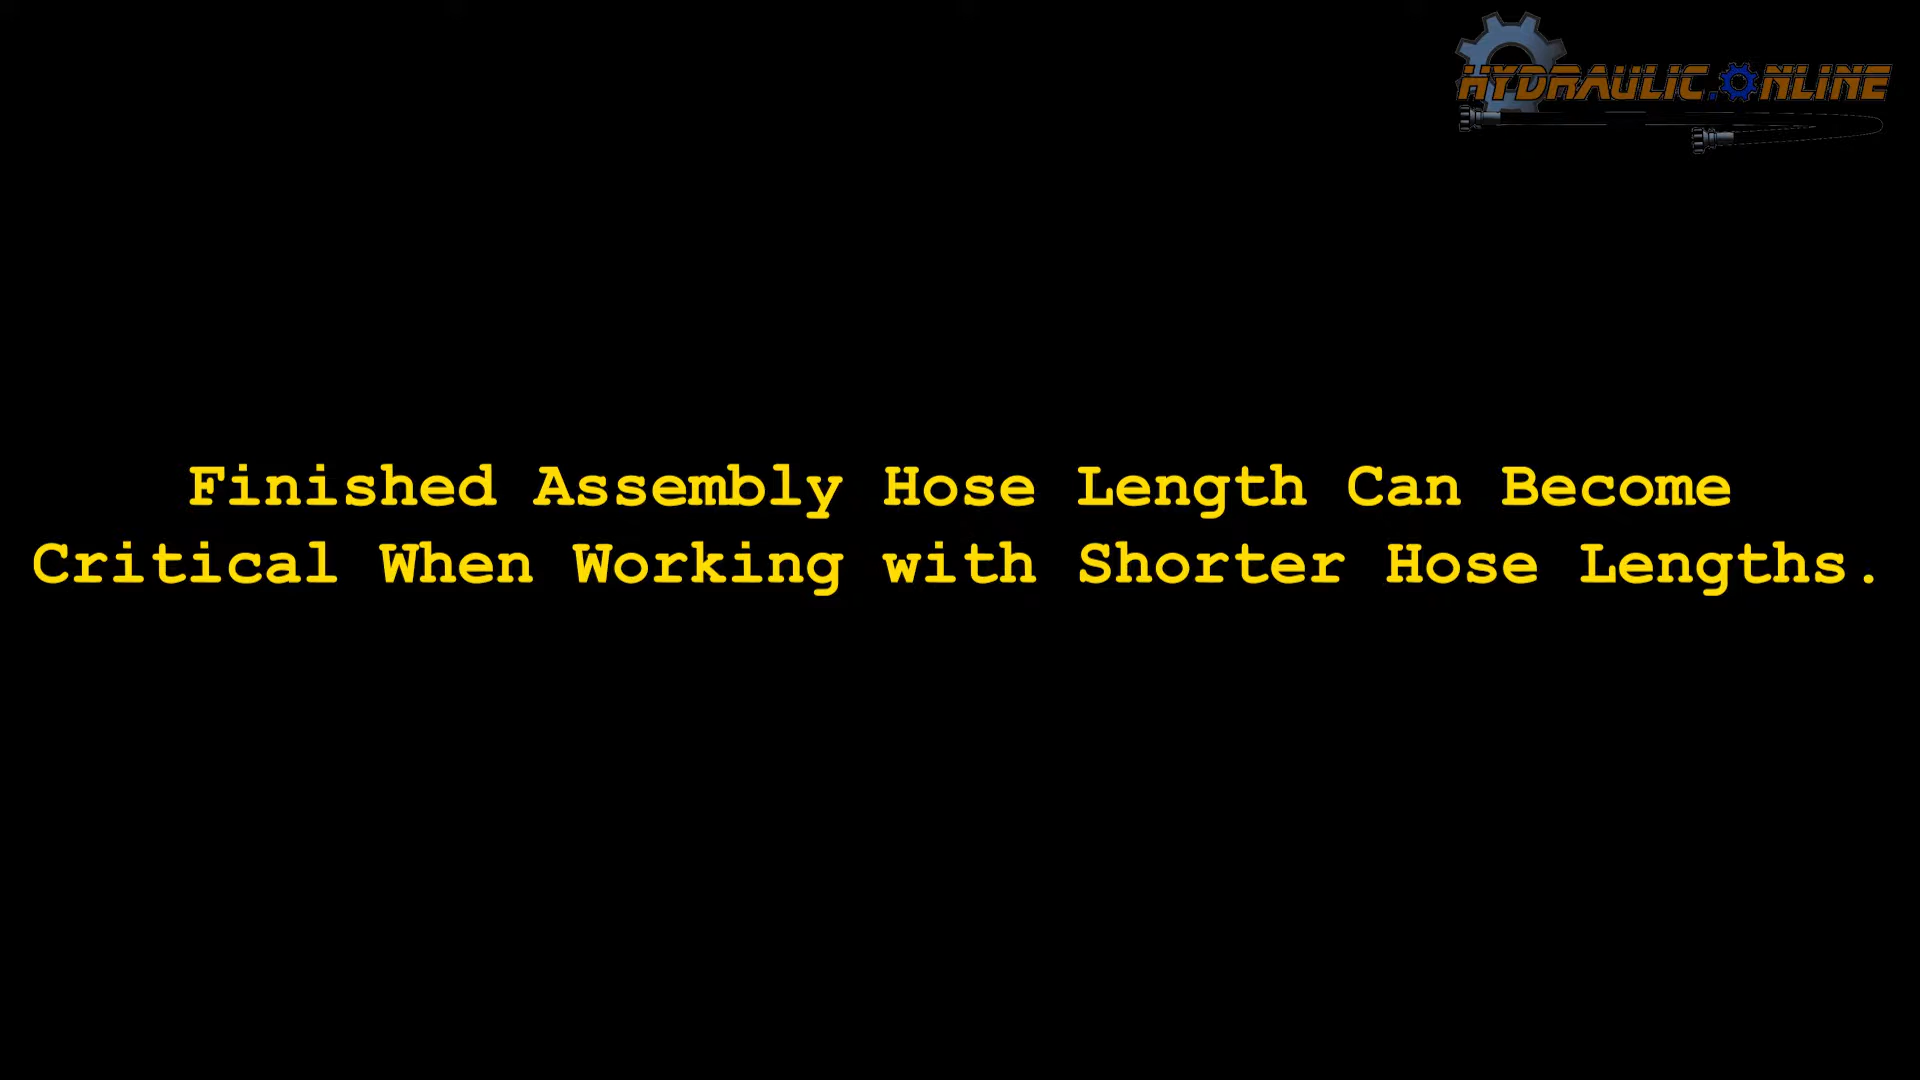 HYDRAULIC.ONLINE
Finished Assembly Hose Length Can Become
Critical When Working with Shorter Hose Lengths.